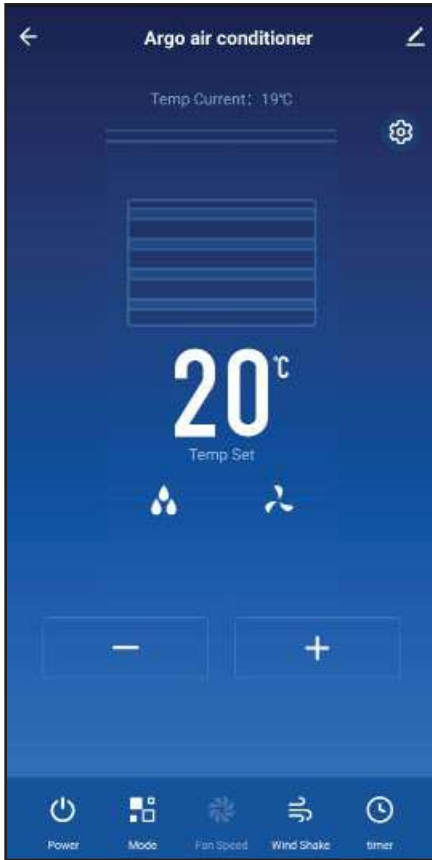 Argo air conditioner
Temp Current: 19℃
20℃
Temp Set
Power Mode Fan Speed Wind Shake timer